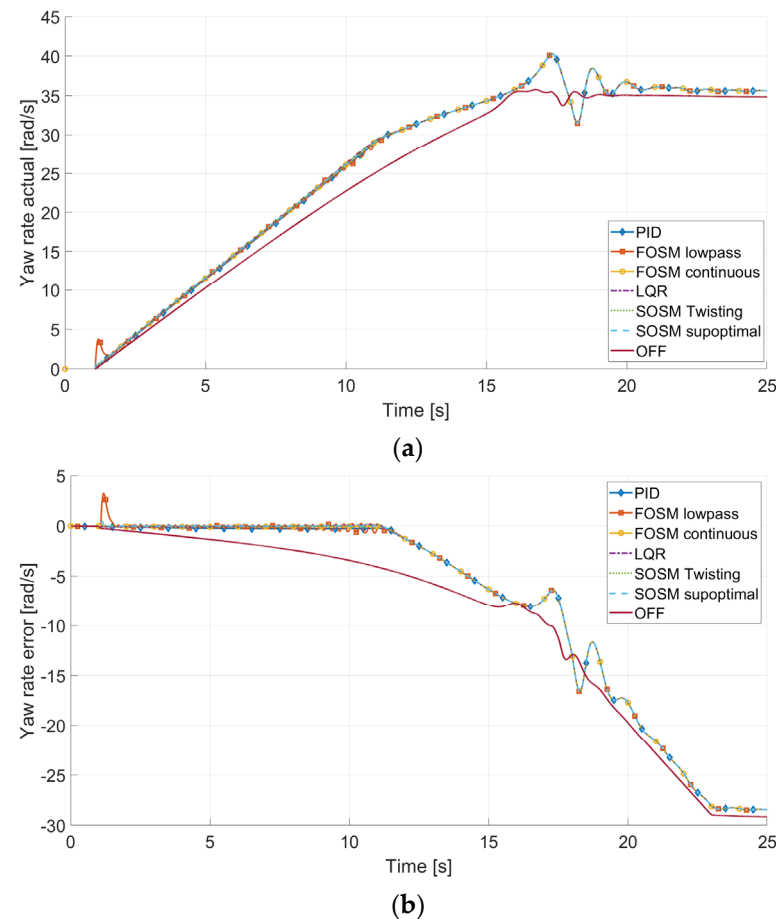 45
40
35
30
25
20
15
10
5
0
Yaw rate actual [rad/s]
PID
FOSM lowpass
FOSM continuous
LQR
SOSM Twisting
SOSM supoptimal
OFF
0 5 10 15 20 25
Time [s]
(a)
5
0
-5
-10
-15
-20
-25
-30
Yaw rate error [rad/s]
PID
FOSM lowpass
FOSM continuous
LQR
SOSM Twisting
SOSM supoptimal
OFF
0 5 10 15 20 25
Time [s]
(b)